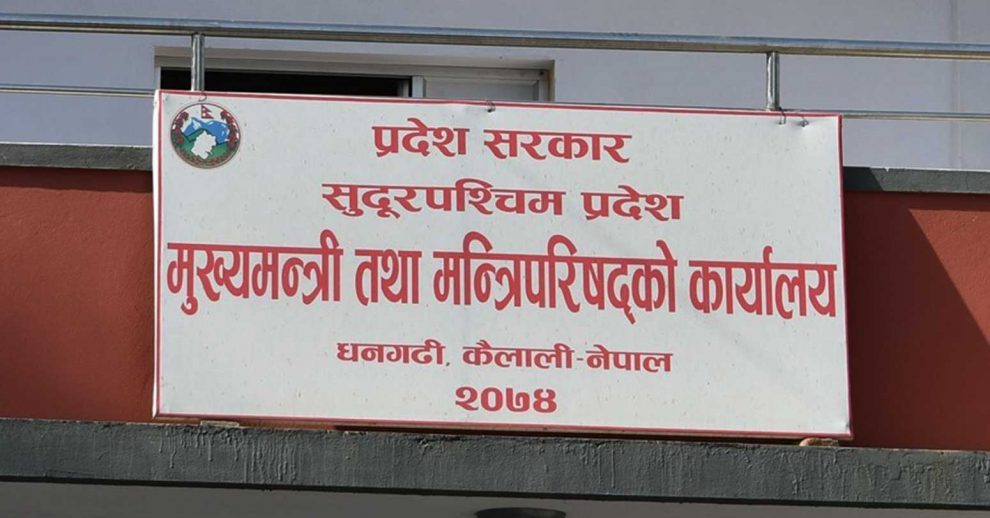 प्रदेश सरकार
सुदूरपश्चिम प्रदेश
मुख्यमन्त्री तथा मन्त्रिपरिषद्को कार्यालय
धनगढी, कैलाली-नेपाल
२०७४